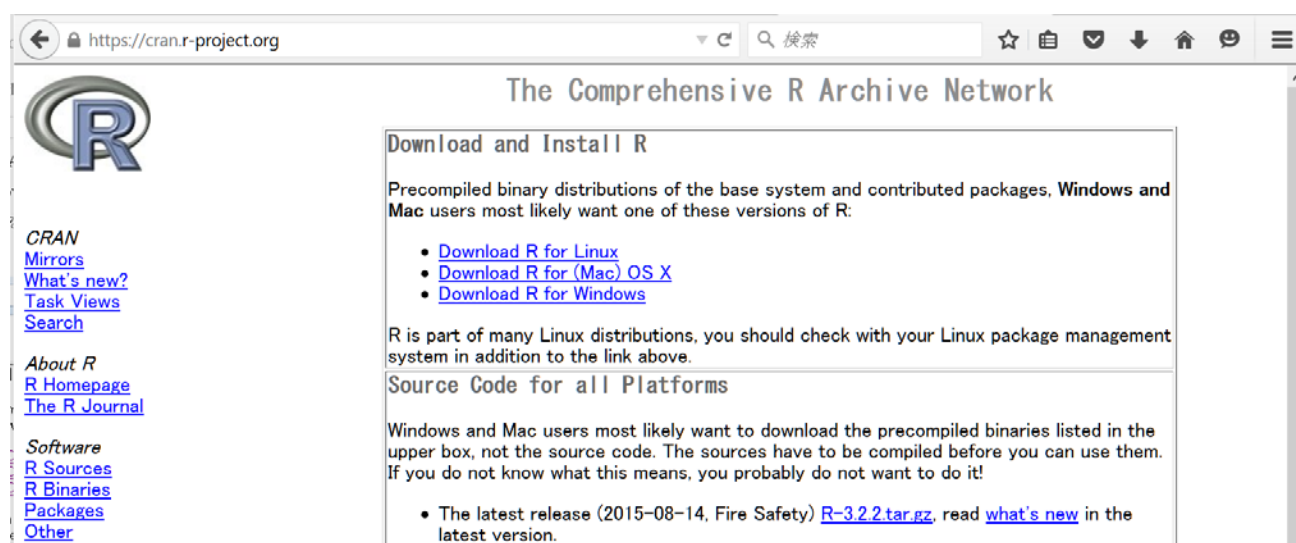 https://cran.r-project.org
検索
R
The Comprehensive R Archive Network
CRAN
Mirrors
What's new?
Task Views
Search
About R
R Homepage
The R Journal
Software
R Sources
R Binaries
Packages
Other
Download and Install R
Precompiled binary distributions of the base system and contributed packages, Windows and
Mac users most likely want one of these versions of R:
• Download R for Linux
• Download R for (Mac) OS X
• Download R for Windows
R is part of many Linux distributions, you should check with your Linux package management
system in addition to the link above.
Source Code for all Platforms
Windows and Mac users most likely want to download the precompiled binaries listed in the
upper box, not the source code. The sources have to be compiled before you can use them.
If you do not know what this means, you probably do not want to do it!
• The latest release (2015-08-14, Fire Safety) R-3.2.2.tar.gz, read what's new in the
latest version.